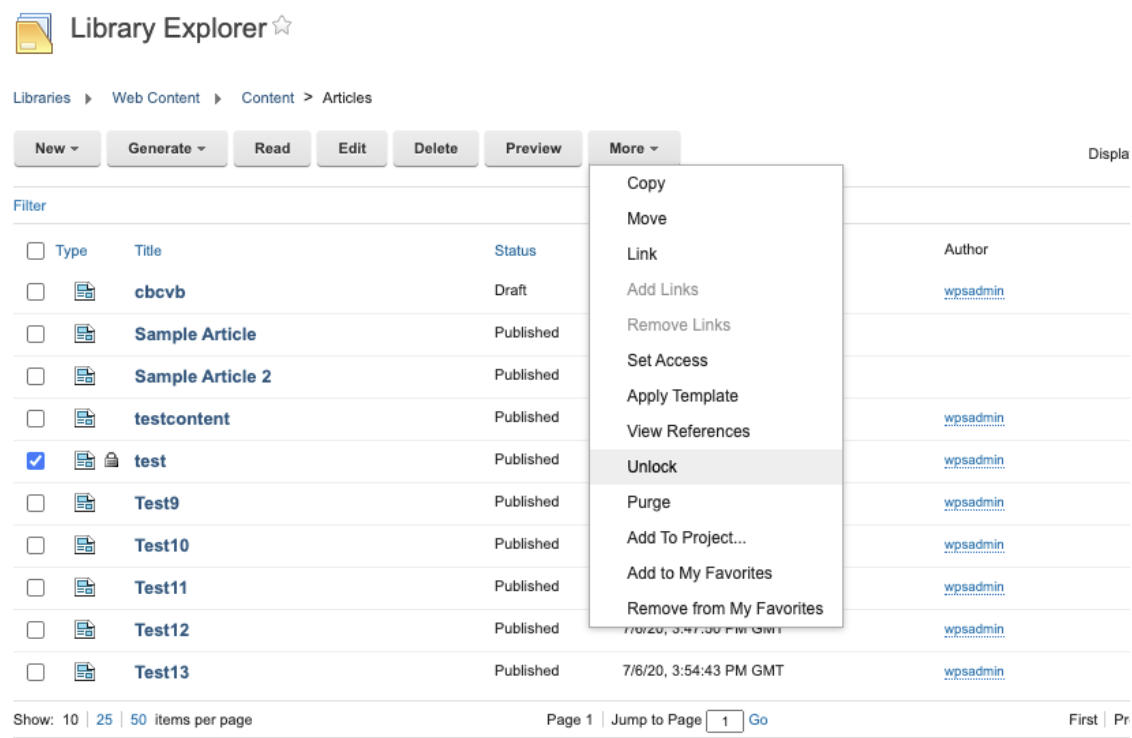 Library Explorer
Libraries Web Content Content > Articles
New Generate Read Edit Delete Preview More
Filter
Type Title Status Author
cbcvb Draft wpsadmin
Sample Article Published
Sample Article 2 Published
testcontent Published wpsadmin
test Published wpsadmin
Test9 Published wpsadmin
Test10 Published wpsadmin
Test11 Published wpsadmin
Test12 Published 7/6/20, 3:47:50 PM GMT wpsadmin
Test13 Published 7/6/20, 3:54:43 PM GMT wpsadmin
Copy
Move
Link
Add Links
Remove Links
Set Access
Apply Template
View References
Unlock
Purge
Add To Project...
Add to My Favorites
Remove from My Favorites
Show: 10 | 25 | 50 items per page Page 1 | Jump to Page 1 Go First